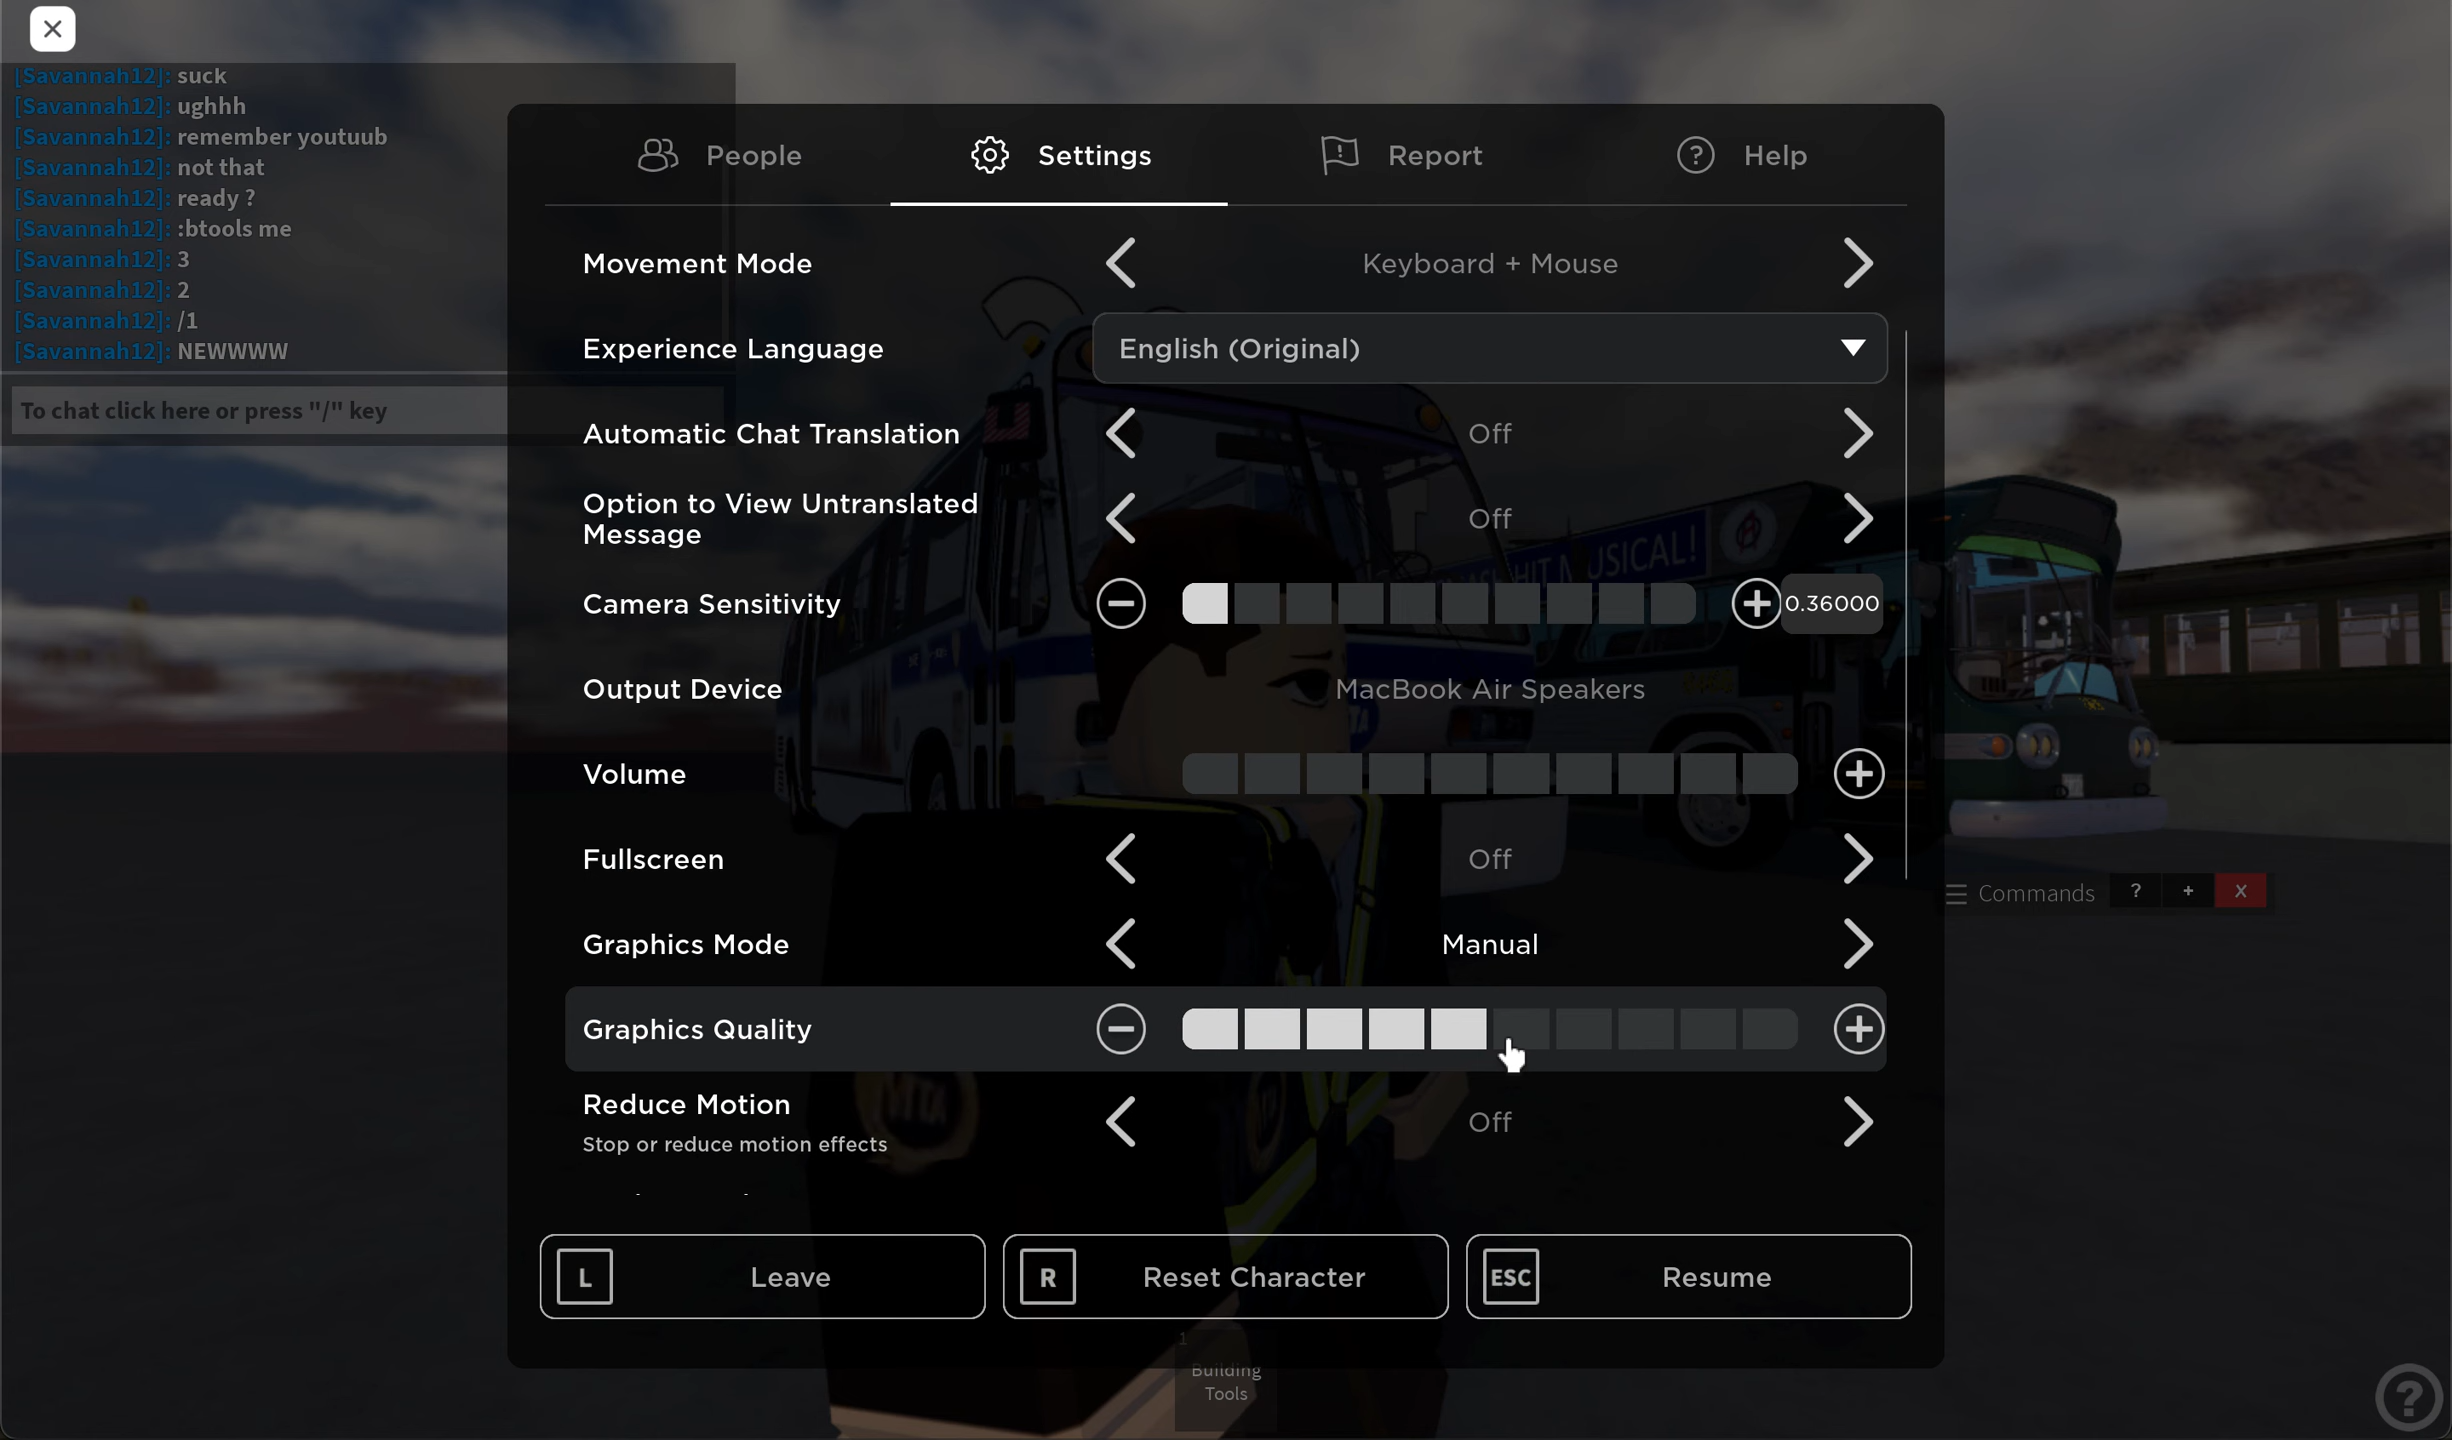 [Savannah12]: suck
[Savannah12]: ughhh
[Savannah12]: remember youtuub
[Savannah12]: not that
[Savannah12]: ready ?
[Savannah12]: :btools me
[Savannah12]: 3
[Savannah12]: 2
[Savannah12]: /1
[Savannah12]: NEWWWW
To chat click here or press "/" key
People
Settings
Report
Help
Movement Mode
Keyboard + Mouse
Experience Language
English (Original)
Automatic Chat Translation
Off
Option to View Untranslated
Message
Off
Camera Sensitivity
0.36000
Output Device
MacBook Air Speakers
Volume
Fullscreen
Off
Graphics Mode
Manual
Graphics Quality
Reduce Motion
Stop or reduce motion effects
Off
L
Leave
R
Reset Character
ESC
Resume
HIT MUSICAL!
MTA
Commands
?
+
X
1
Building
Tools